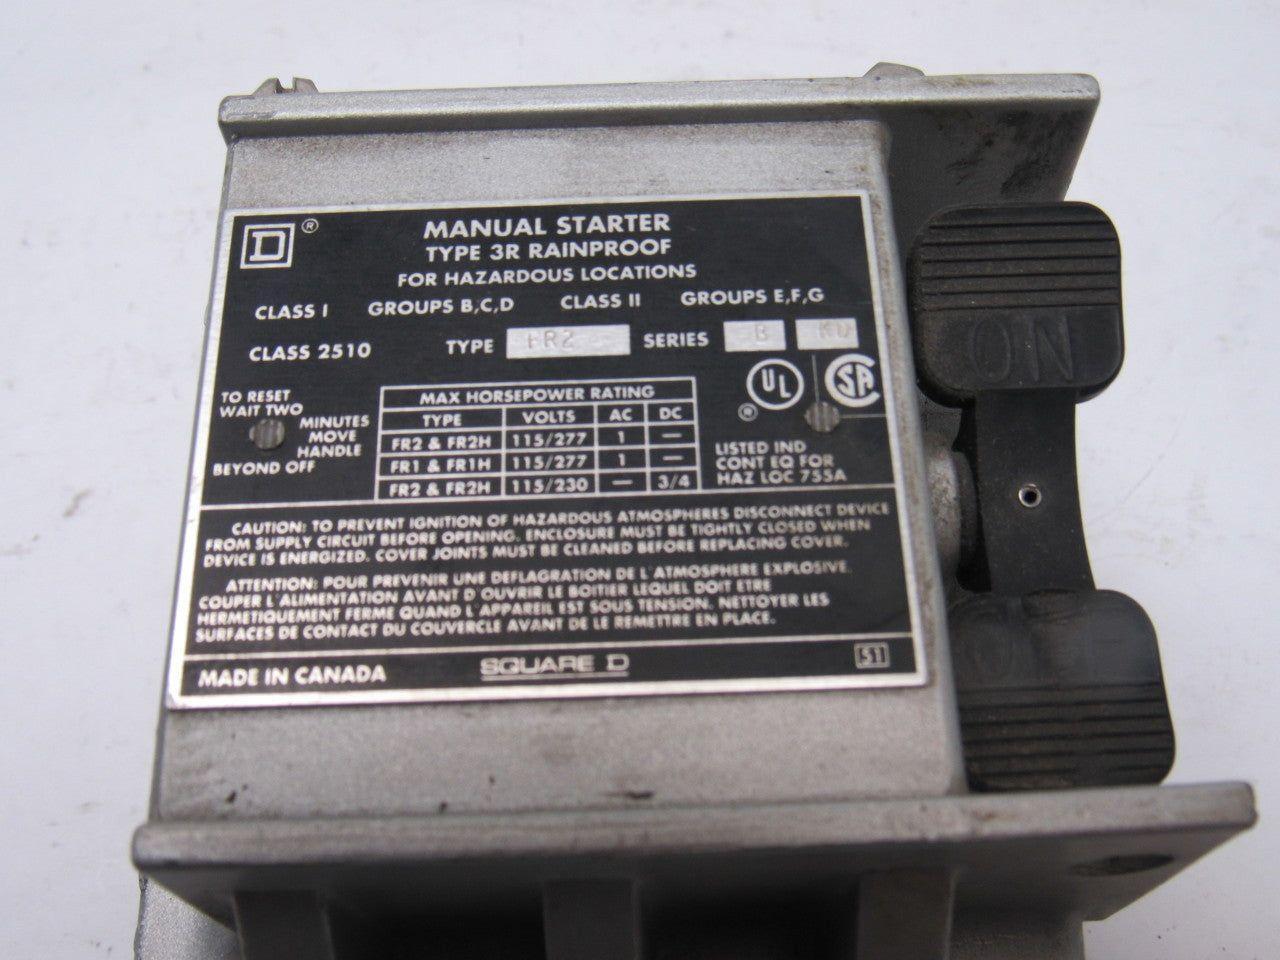 D ®
MANUAL STARTER
TYPE 3R RAINPROOF
FOR HAZARDOUS LOCATIONS
CLASS I GROUPS B,C,D CLASS II GROUPS E,F,G
CLASS 2510 TYPE FR2 SERIES B
TO RESET
WAIT TWO
MINUTES
MOVE
HANDLE
BEYOND OFF
MAX HORSEPOWER RATING
TYPE VOLTS AC DC
FR2 & FR2H 115/277 1 —
FR1 & FR1H 115/277 1 —
FR2 & FR2H 115/230 — 3/4
UL ®
SA
LISTED IND
CONT EQ FOR
HAZ LOC 755A
CAUTION: TO PREVENT IGNITION OF HAZARDOUS ATMOSPHERES DISCONNECT DEVICE
FROM SUPPLY CIRCUIT BEFORE OPENING. ENCLOSURE MUST BE TIGHTLY CLOSED WHEN
DEVICE IS ENERGIZED. COVER JOINTS MUST BE CLEANED BEFORE REPLACING COVER.
ATTENTION: POUR PREVENIR UNE DEFLAGRATION DE L'ATMOSPHERE EXPLOSIVE
COUPER L'ALIMENTATION AVANT D OUVRIR LE BOITIER LEQUEL DOIT ETRE
HERMETIQUEMENT FERME QUAND L'APPAREIL EST SOUS TENSION. NETTOYER LES
SURFACES DE CONTACT DU COUVERCLE AVANT DE LE REMETTRE EN PLACE.
MADE IN CANADA SQUARE D 51
ON
OFF